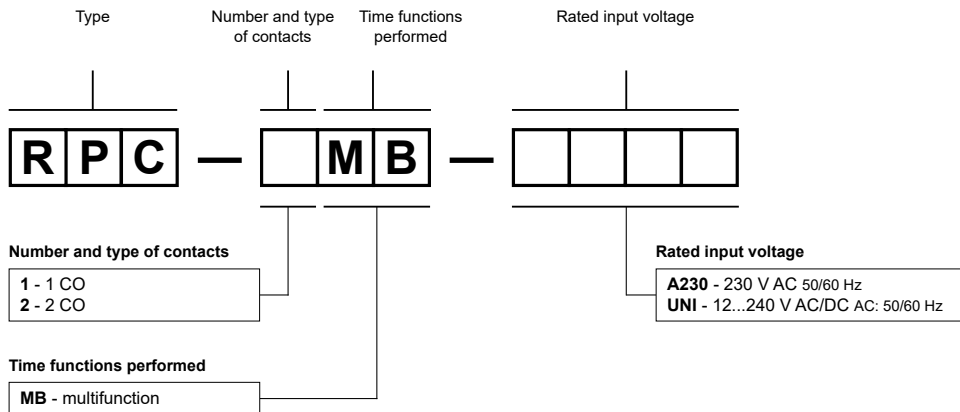 Type
Number and type
of contacts
Time functions
performed
Rated input voltage
RPC — MB —
Number and type of contacts
1 - 1 CO
2 - 2 CO
Rated input voltage
A230 - 230 V AC 50/60 Hz
UNI - 12...240 V AC/DC AC: 50/60 Hz
Time functions performed
MB - multifunction